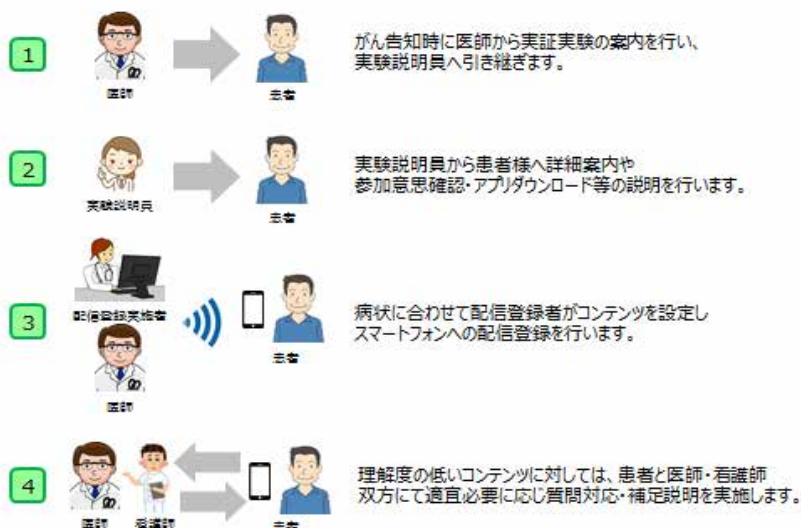 1
医師
患者
がん告知時に医師から実証実験の案内を行い、
実験説明員へ引き継ぎます。
2
実験説明員
患者
実験説明員から患者様へ詳細案内や
参加意思確認・アプリダウンロード等の説明を行います。
3
配信登録実施者
医師
患者
病状に合わせて配信登録者がコンテンツを設定し
スマートフォンへの配信登録を行います。
4
医師
看護師
患者
理解度の低いコンテンツに対しては、患者と医師・看護師
双方にて適宜必要に応じ質問対応・補足説明を実施します。